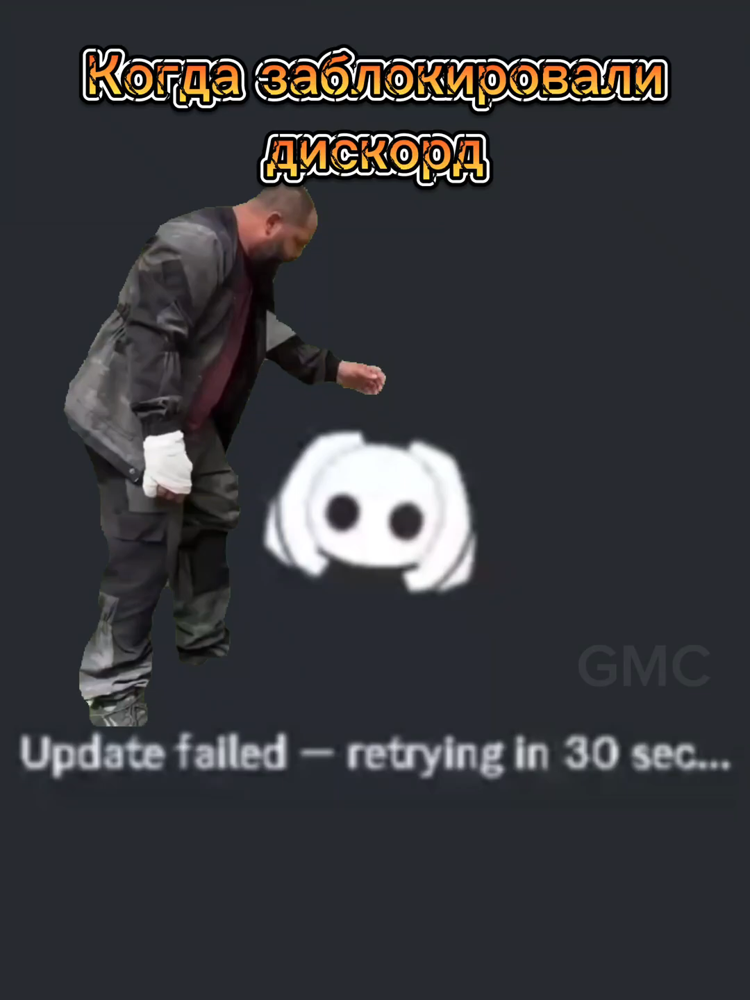 Когда заблокировали
дискорд
GMC
Update failed — retrying in 30 sec...